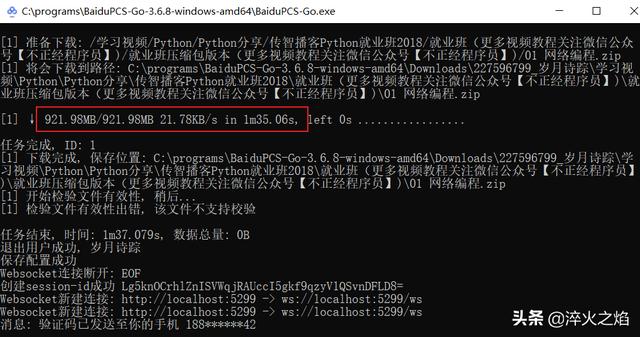 C:\programs\BaiduPCS-Go-3.6.8-windows-amd64\BaiduPCS-Go.exe
[1] 准备下载: /学习视频/Python/Python分享/传智播客Python就业班2018/就业班（更多视频教程关注微信公众
号【不正经程序员】)/就业班压缩包版本（更多视频教程关注微信公众号【不正经程序员】)/01 网络编程.zip
[1] 将会下载到路径: C:\programs\BaiduPCS-Go-3.6.8-windows-amd64\Downloads\227596799_岁月诗踪\学习视
频\Python\Python分享\传智播客Python就业班2018\就业班（更多视频教程关注微信公众号【不正经程序员】
)\就业班压缩包版本（更多视频教程关注微信公众号【不正经程序员】)\01 网络编程.zip
[1] ↓ 921.98MB/921.98MB 21.78KB/s in 1m35.06s, left 0s .................
任务完成, ID: 1
[1] 下载完成, 保存位置: C:\programs\BaiduPCS-Go-3.6.8-windows-amd64\Downloads\227596799_岁月诗踪\学
习视频\Python\Python分享\传智播客Python就业班2018\就业班（更多视频教程关注微信公众号【不正经程序员】
)\就业班压缩包版本（更多视频教程关注微信公众号【不正经程序员】)\01 网络编程.zip
[1] 开始检验文件有效性, 稍后...
[1] 检验文件有效性出错, 该文件不支持校验
任务结束, 时间: 1m37.079s, 数据总量: 0B
退出用户成功, 岁月诗踪
保存配置成功
Websocket连接断开: EOF
创建session-id成功 Lg5knOCrhlZnISVWqjRAUccI5gkf9qzyVlQSvnDFLD8=
Websocket新建连接: http://localhost:5299 -> ws://localhost:5299/ws
Websocket新建连接: http://localhost:5299 -> ws://localhost:5299/ws
消息: 验证码已发送至你的手机 188******42
头条 @淬火之焰